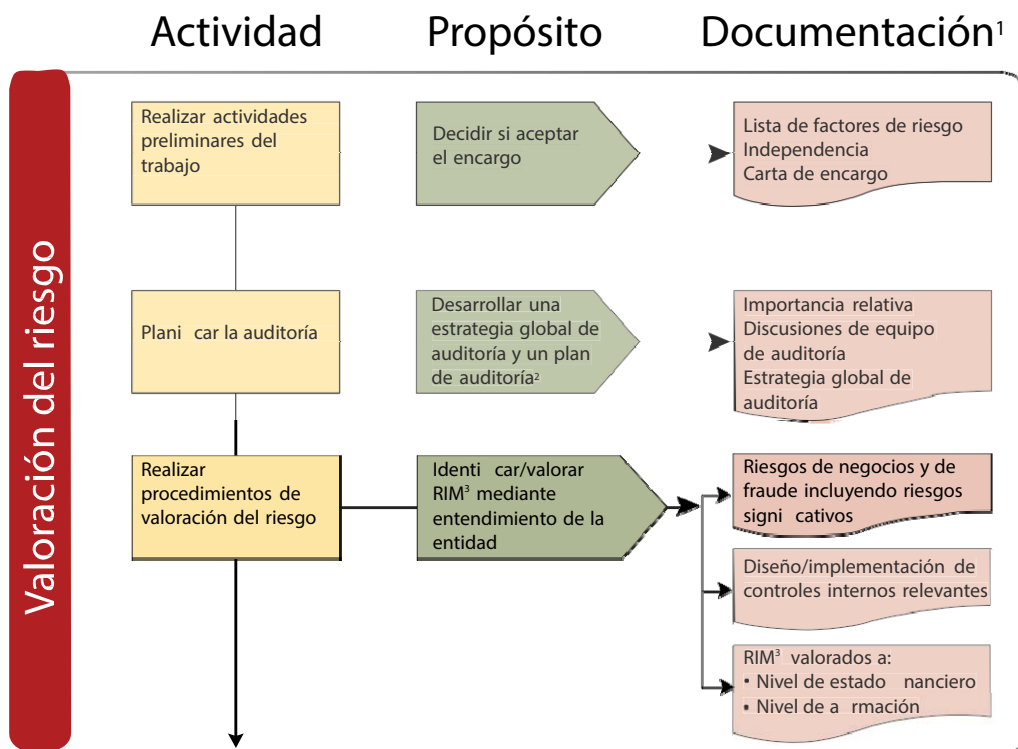 Actividad
Propósito
Documentación¹
Valoración del riesgo
Realizar actividades
preliminares del
trabajo
Decidir si aceptar
el encargo
Lista de factores de riesgo
Independencia
Carta de encargo
Plani car la auditoría
Desarrollar una
estrategia global de
auditoría y un plan
de auditoría²
Importancia relativa
Discusiones de equipo
de auditoría
Estrategia global de
auditoría
Realizar
procedimientos de
valoración del riesgo
Identi car/valorar
RIM³ mediante
entendimiento de la
entidad
Riesgos de negocios y de
fraude incluyendo riesgos
signi cativos
Diseño/implementación de
controles internos relevantes
RIM³ valorados a:
• Nivel de estado nanciero
• Nivel de a rmación